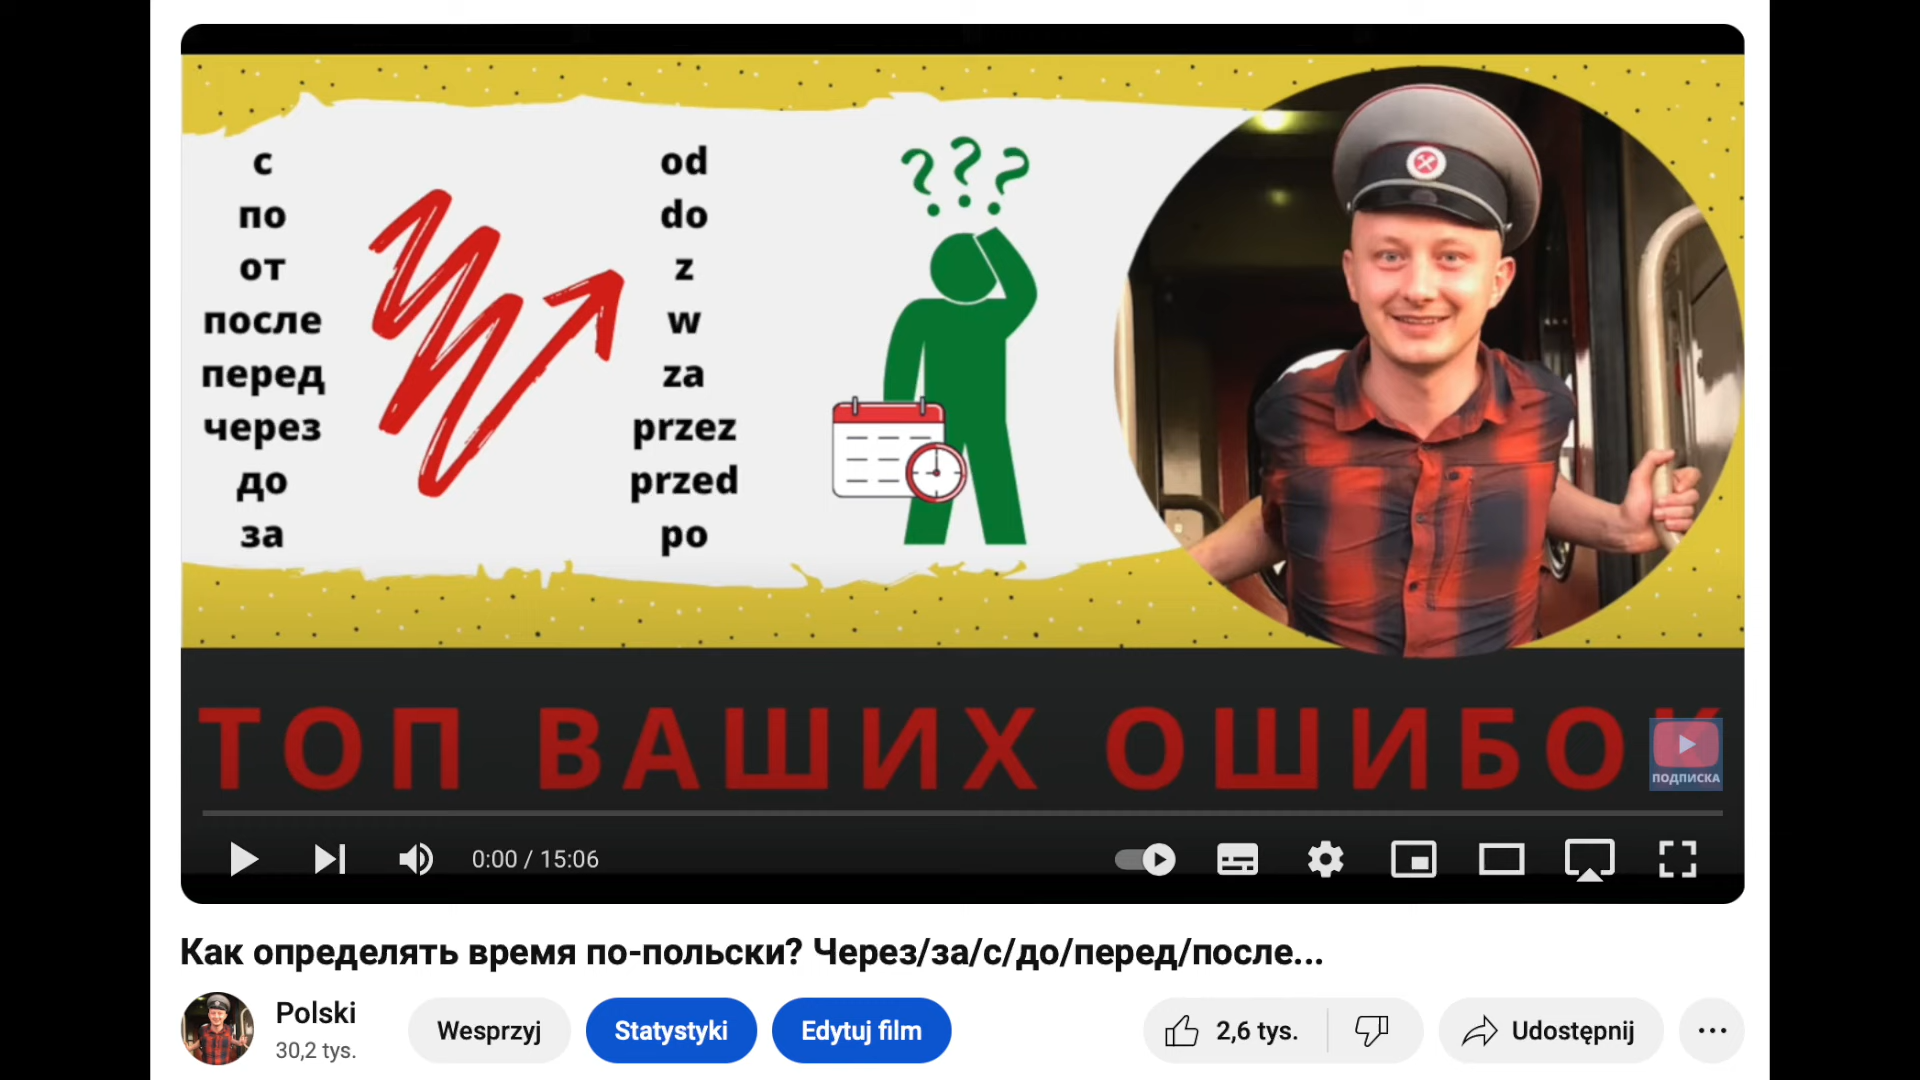 с
по
от
после
перед
через
до
за
od
do
z
w
za
przez
przed
po
? ? ?
ТОП ВАШИХ ОШИБОК
ПОДПИСКА
0:00 / 15:06
Как определять время по-польски? Через/за/с/до/перед/после...
Polski
30,2 tys.
Wesprzyj
Statystyki
Edytuj film
2,6 tys.
Udostępnij